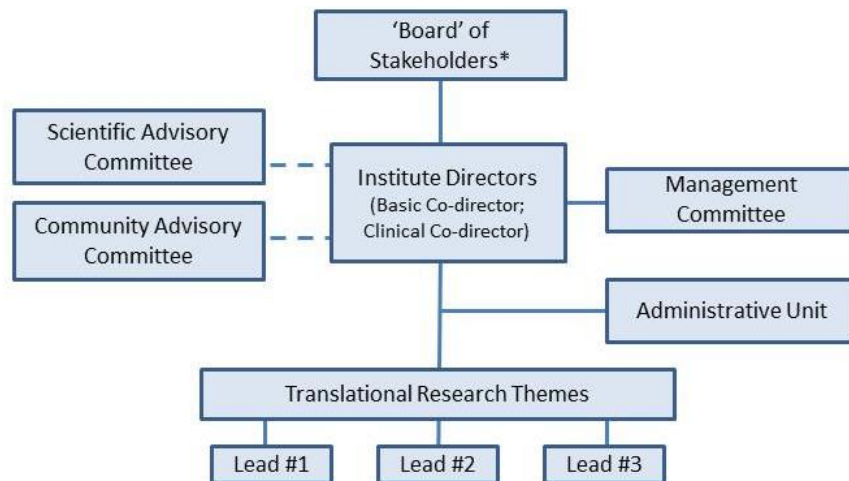 ‘Board’ of
Stakeholders*
Scientific Advisory
Committee
Community Advisory
Committee
Institute Directors
(Basic Co-director;
Clinical Co-director)
Management
Committee
Administrative Unit
Translational Research Themes
Lead #1
Lead #2
Lead #3